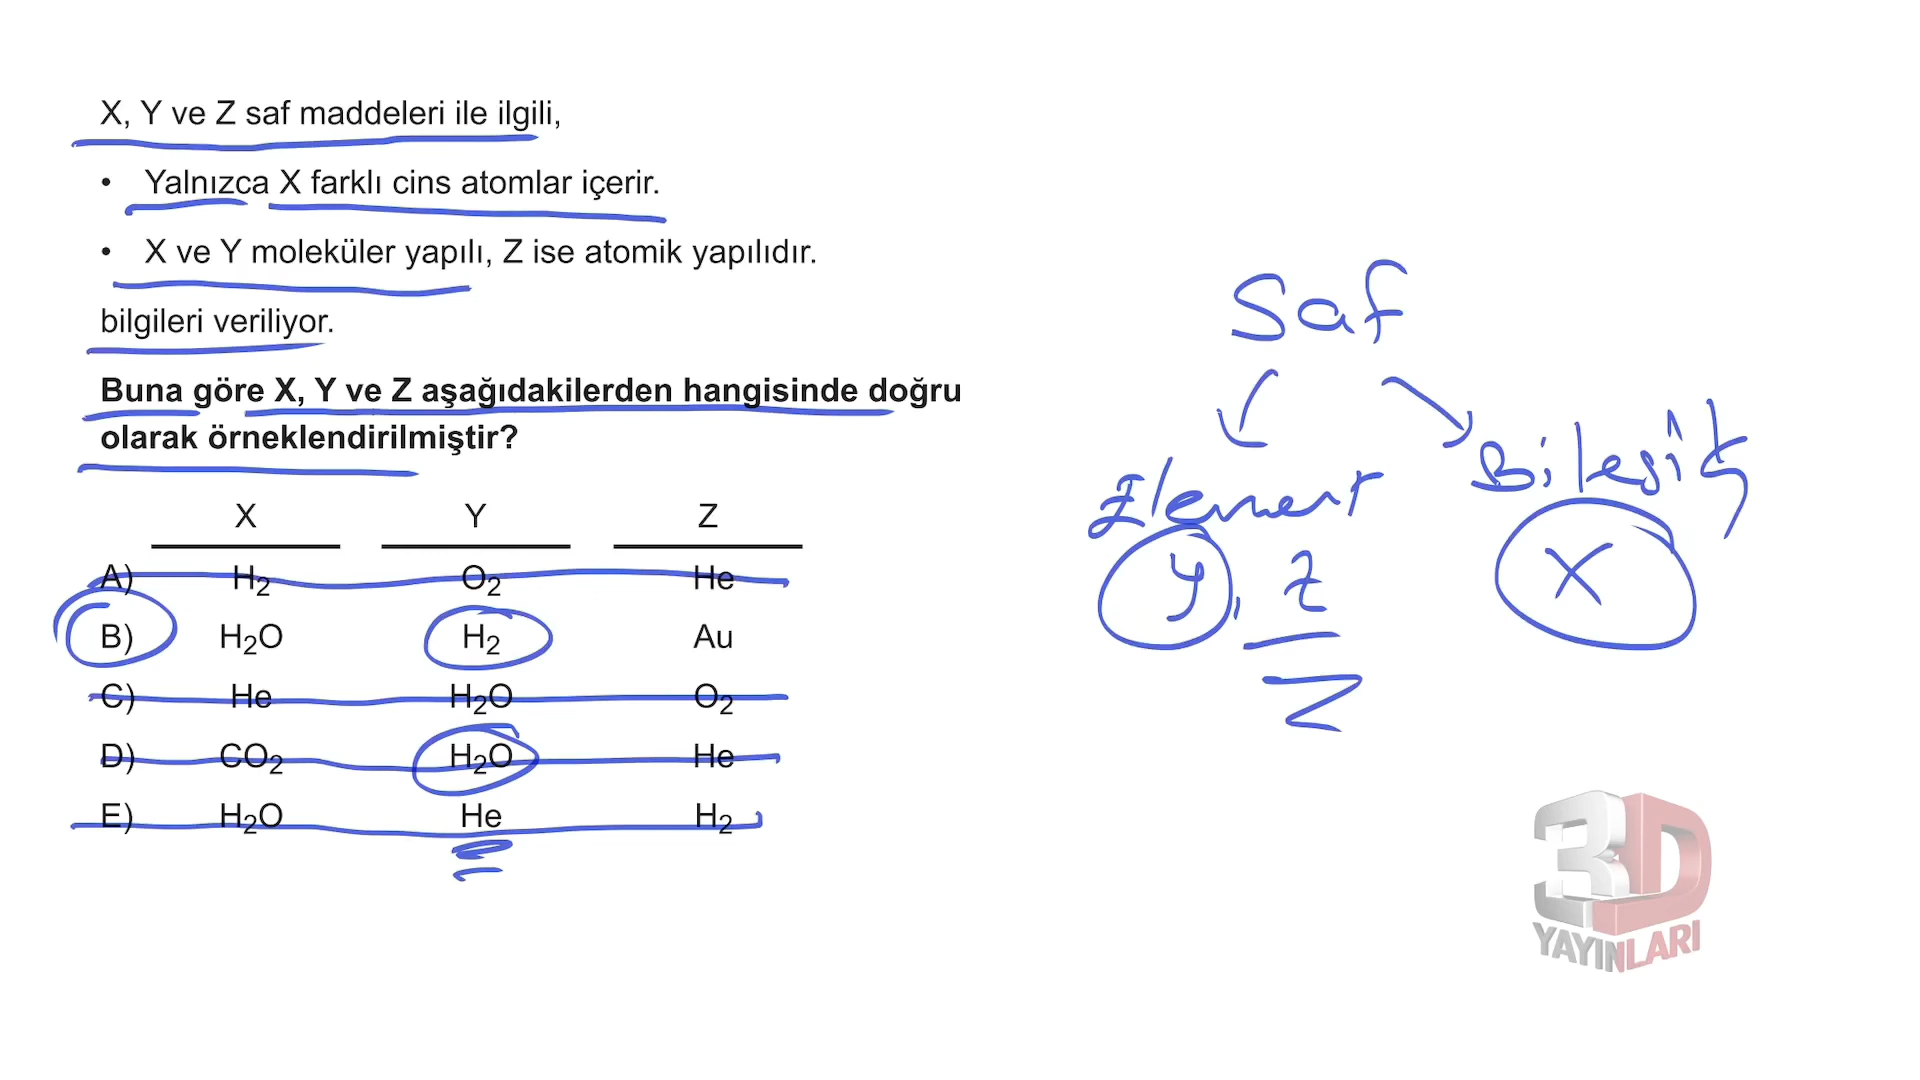 X, Y ve Z saf maddeleri ile ilgili,
• Yalnızca X farklı cins atomlar içerir.
• X ve Y moleküler yapılı, Z ise atomik yapılıdır.
bilgileri veriliyor.
Buna göre X, Y ve Z aşağıdakilerden hangisinde doğru
olarak örneklendirilmiştir?
X Y Z
A) H₂ O₂ He
B) H₂O H₂ Au
C) He H₂O O₂
D) CO₂ H₂O He
E) H₂O He H₂
Saf
Element Bileşik
Y, Z X
Z
3D
YAYINLARI